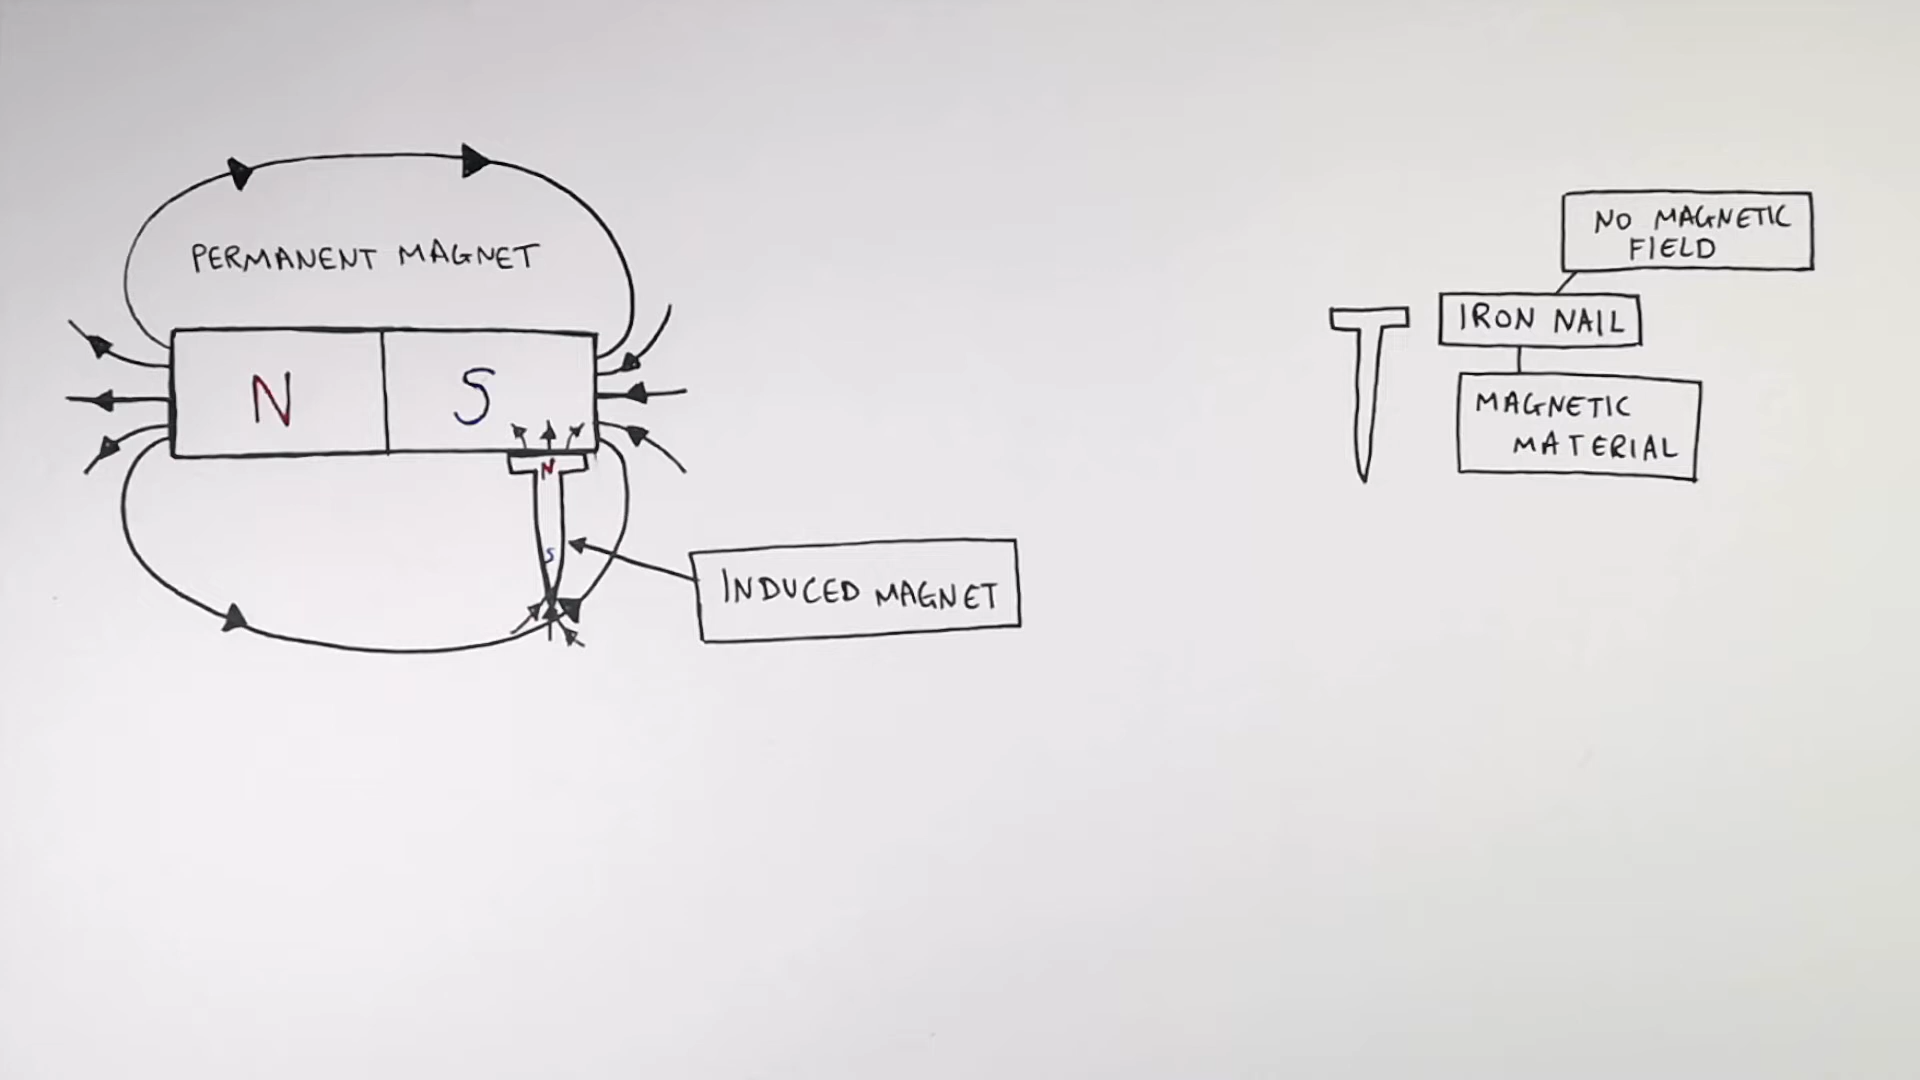 PERMANENT MAGNET
N S
N
S
INDUCED MAGNET
NO MAGNETIC
FIELD
IRON NAIL
MAGNETIC
MATERIAL